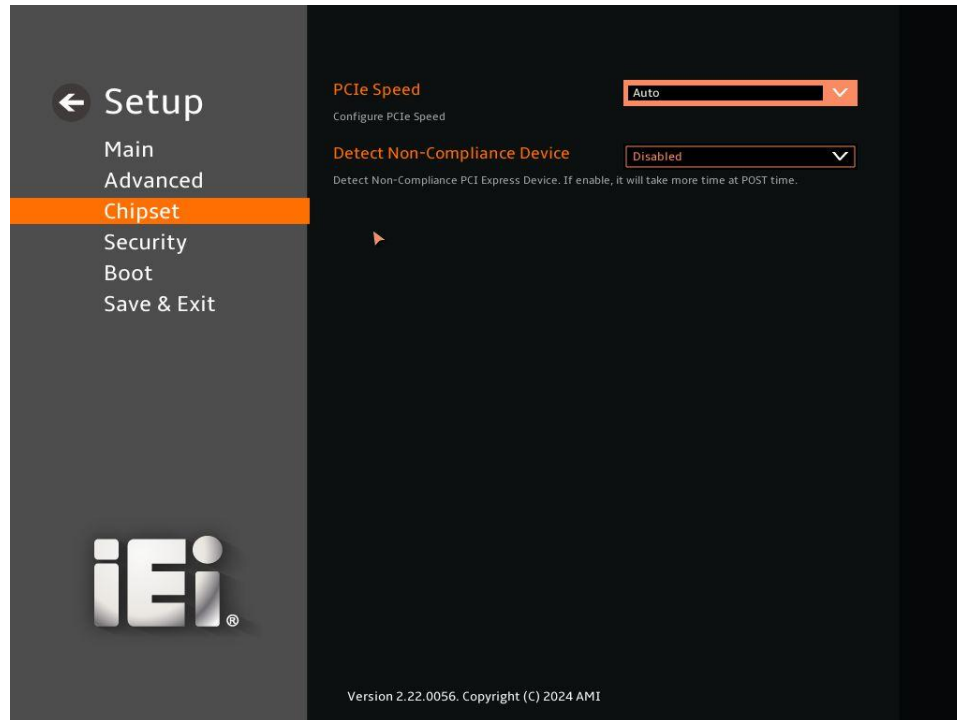 Setup
Main
Advanced
Chipset
Security
Boot
Save & Exit
PCIe Speed
Auto
Configure PCIe Speed
Detect Non-Compliance Device
Disabled
Detect Non-Compliance PCI Express Device. If enable, it will take more time at POST time.
iEi®
Version 2.22.0056. Copyright (C) 2024 AMI